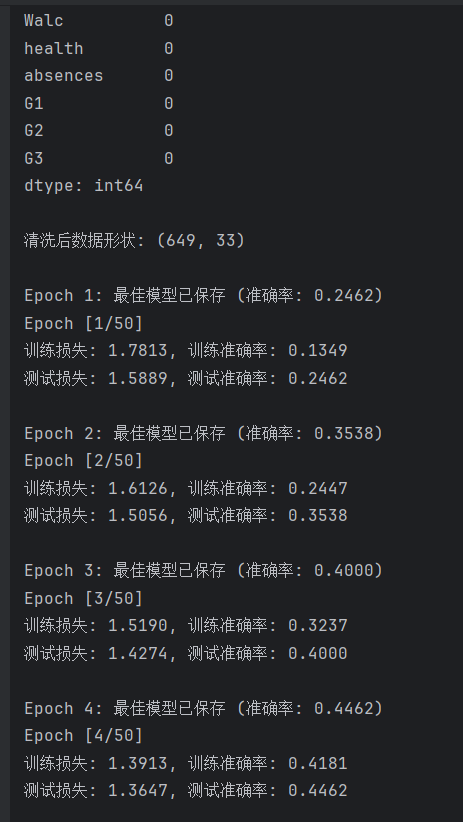 Walc 0
health 0
absences 0
G1 0
G2 0
G3 0
dtype: int64
清洗后数据形状: (649, 33)
Epoch 1: 最佳模型已保存 (准确率: 0.2462)
Epoch [1/50]
训练损失: 1.7813, 训练准确率: 0.1349
测试损失: 1.5889, 测试准确率: 0.2462
Epoch 2: 最佳模型已保存 (准确率: 0.3538)
Epoch [2/50]
训练损失: 1.6126, 训练准确率: 0.2447
测试损失: 1.5056, 测试准确率: 0.3538
Epoch 3: 最佳模型已保存 (准确率: 0.4000)
Epoch [3/50]
训练损失: 1.5190, 训练准确率: 0.3237
测试损失: 1.4274, 测试准确率: 0.4000
Epoch 4: 最佳模型已保存 (准确率: 0.4462)
Epoch [4/50]
训练损失: 1.3913, 训练准确率: 0.4181
测试损失: 1.3647, 测试准确率: 0.4462